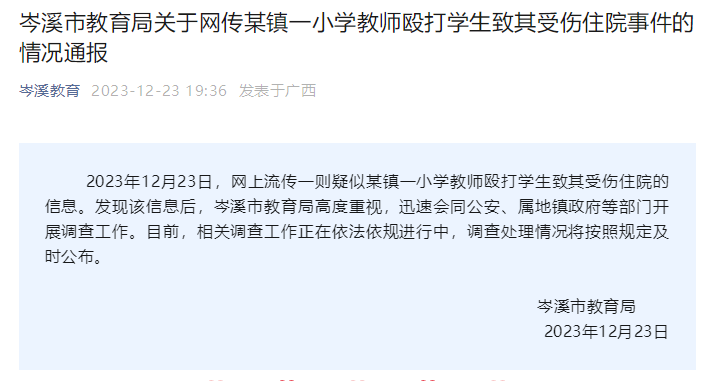 岑溪市教育局关于网传某镇一小学教师殴打学生致其受伤住院事件的
情况通报
岑溪教育 2023-12-23 19:36 发表于广西
2023年12月23日，网上流传一则疑似某镇一小学教师殴打学生致其受伤住院的
信息。发现该信息后，岑溪市教育局高度重视，迅速会同公安、属地镇政府等部门开
展调查工作。目前，相关调查工作正在依法依规进行中，调查处理情况将按照规定及
时公布。
岑溪市教育局
2023年12月23日